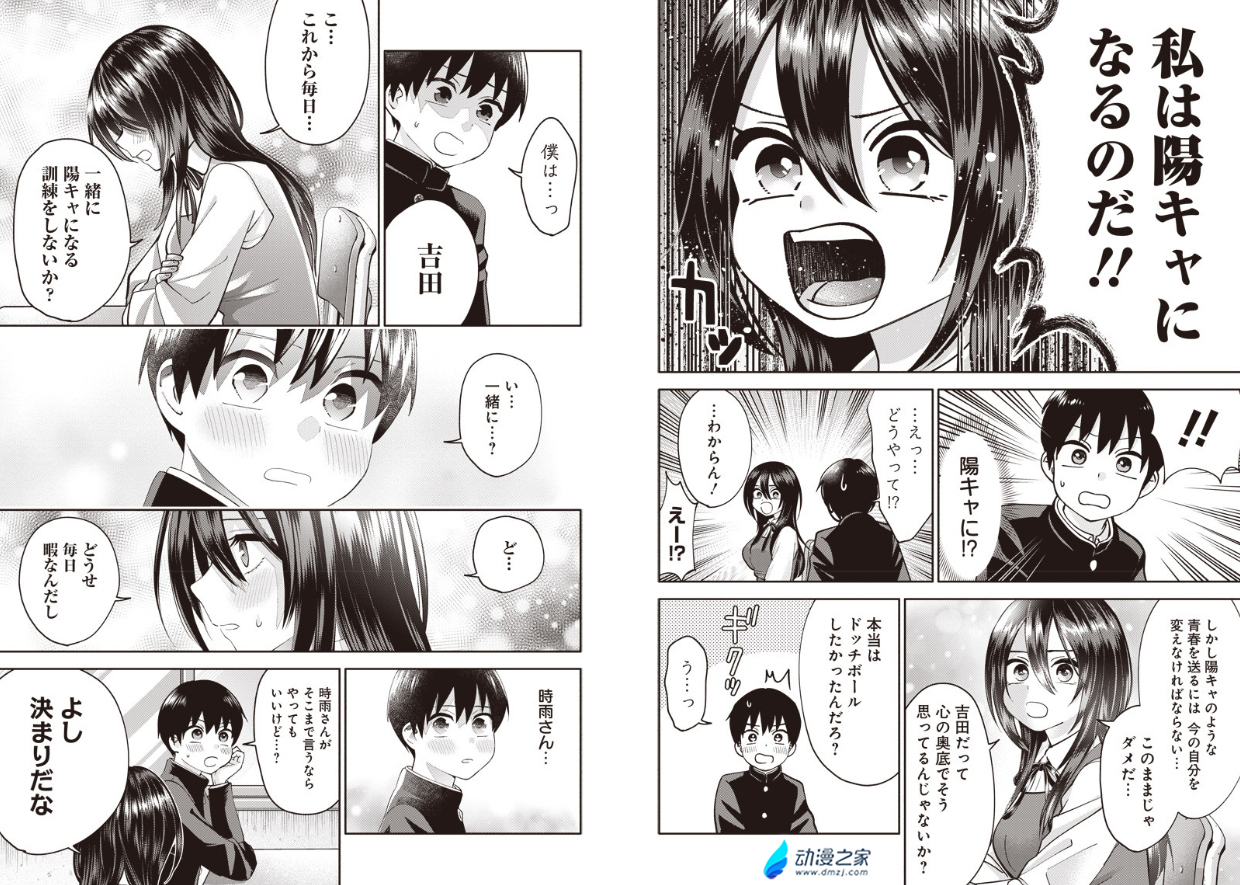 私は陽キャに
なるのだ!!
カッ
!!
陽キャに!?
…えっ…
どうやって!?
…わからん!
えー!?
しかし陽キャのような
青春を送るには 今の自分を
変えなければならない…
このままじゃ
ダメだ…
吉田だって
心の奥底でそう
思ってるんじゃないか?
本当は
ドッチボール
したかったんだろ?
ギクッ
う…っ
动漫之家
www.dmzj.com
僕は…っ
吉田
こ…
これから毎日…
一緒に
陽キャになる
訓練をしないか?
い…
一緒に…?
ど…
どうせ
毎日
暇なんだし
時雨さん…
時雨さんが
そこまで言うなら
やっても
いいけど…?
よし
決まりだな